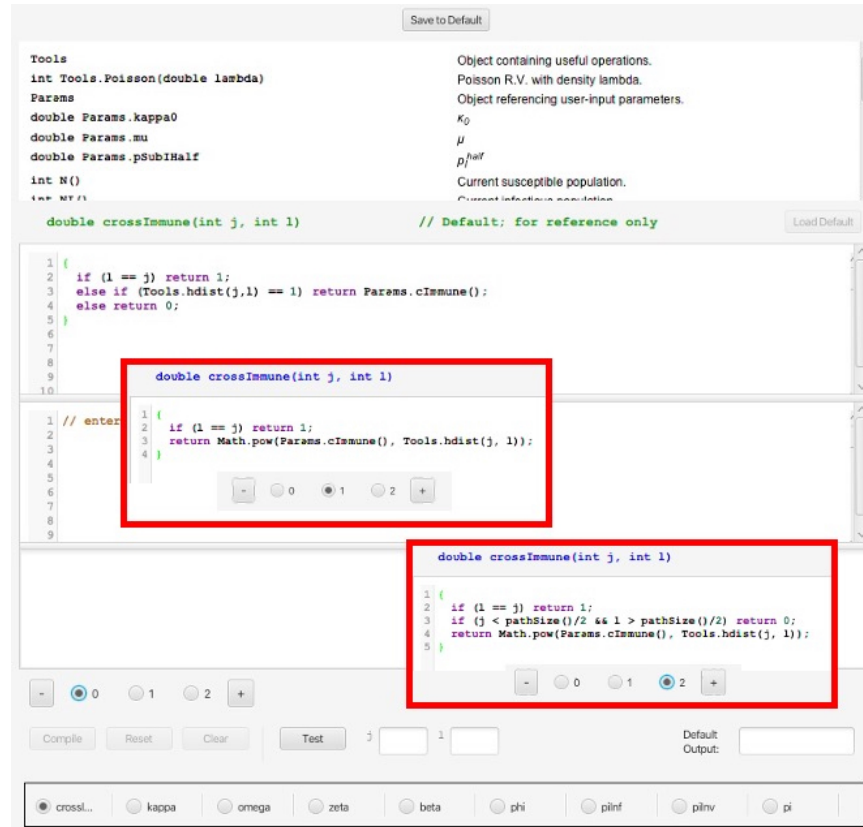 Save to Default
Tools Object containing useful operations.
int Tools.Poisson(double lambda) Poisson R.V. with density lambda.
Params Object referencing user-input parameters.
double Params.kappa0 κ0
double Params.mu μ
double Params.pSubIHalf pI^half
int N() Current susceptible population.
int NI() Current infectious population
double crossImmune(int j, int l) // Default; for reference only Load Default
1 {
2 if (l == j) return 1;
3 else if (Tools.hdist(j,l) == 1) return Params.cImmune();
4 else return 0;
5 }
6
7
8
9
10
double crossImmune(int j, int l)
1 {
2 if (l == j) return 1;
3 return Math.pow(Params.cImmune(), Tools.hdist(j, l));
4 }
- 0 1 2 +
1 // enter
2
3
4
5
6
7
8
9
double crossImmune(int j, int l)
1 {
2 if (l == j) return 1;
3 if (j < pathSize()/2 && l > pathSize()/2) return 0;
4 return Math.pow(Params.cImmune(), Tools.hdist(j, l));
5 }
- 0 1 2 +
- 0 1 2 +
Compile Reset Clear Test j l Default Output:
crossI... kappa omega zeta beta phi piInf piInv pi